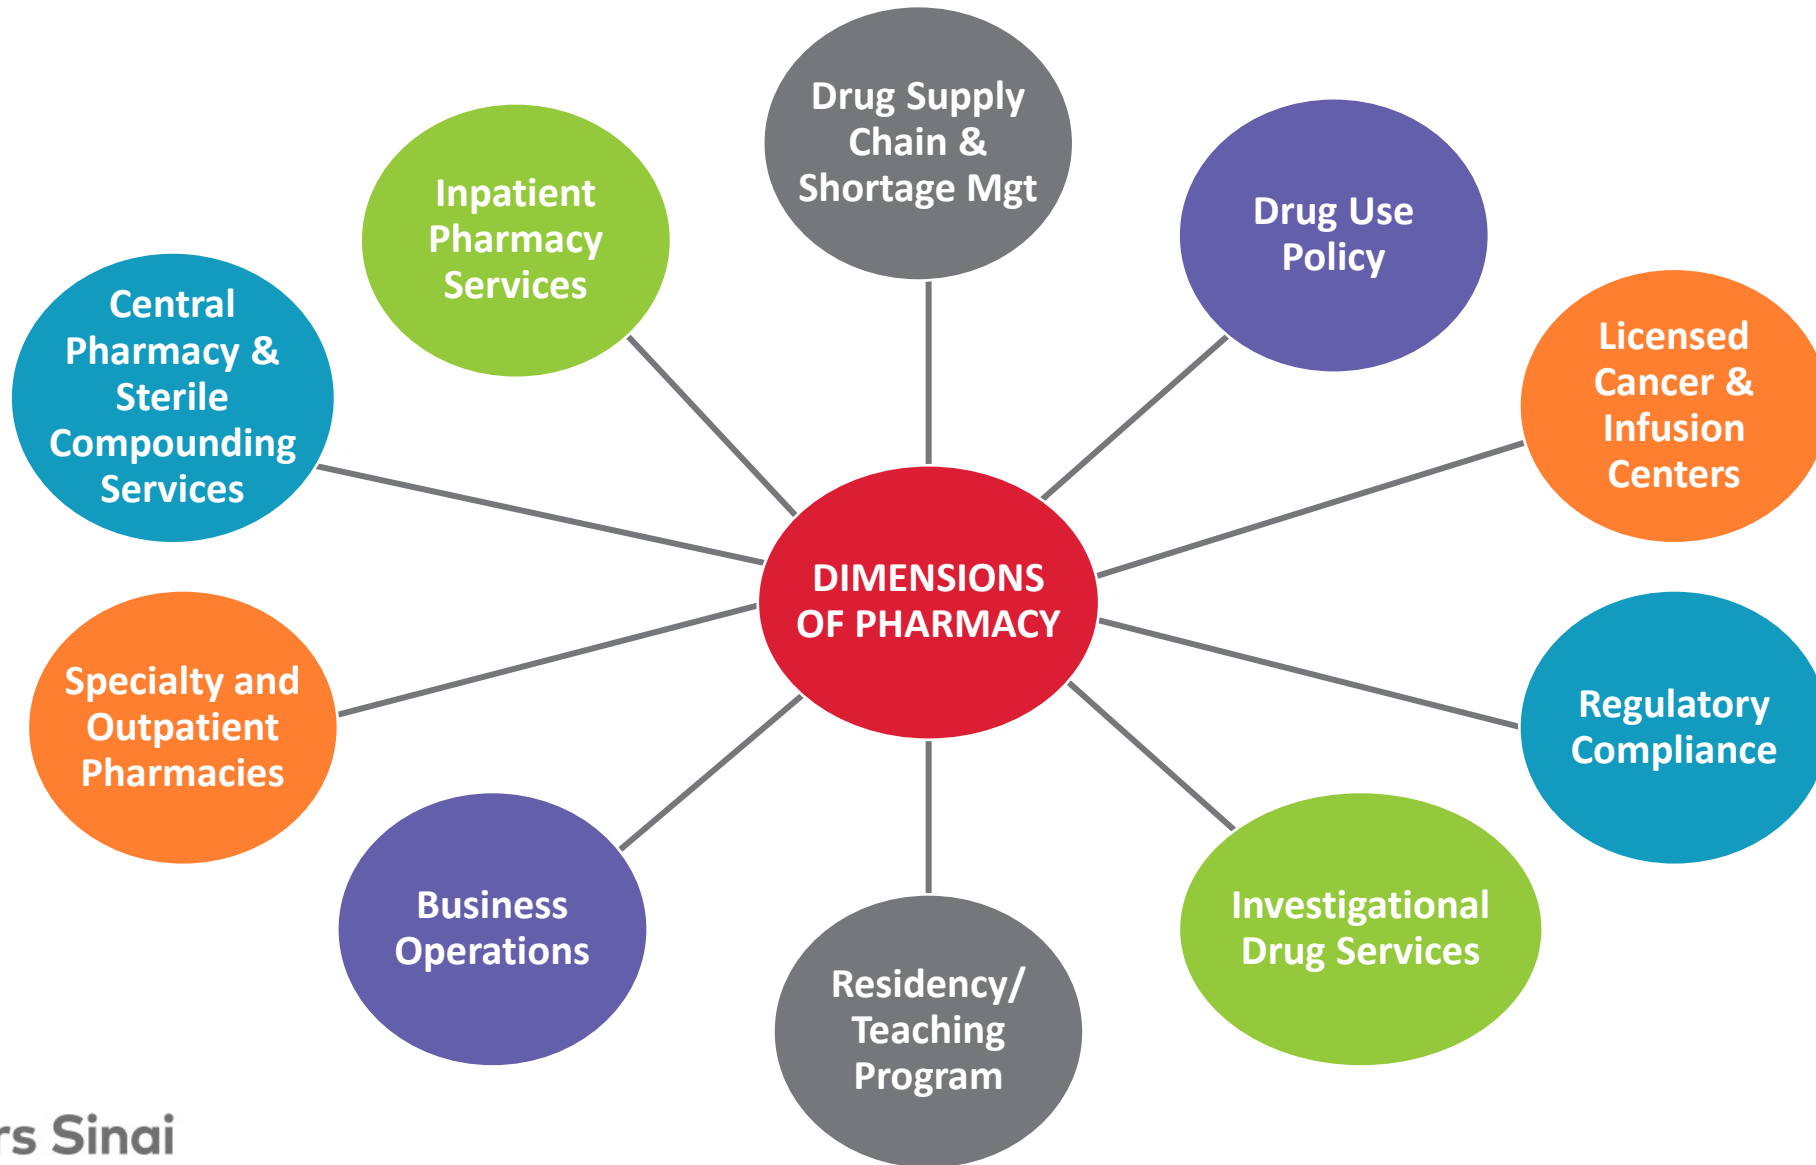 Drug Supply
Chain &
Shortage Mgt
Inpatient
Pharmacy
Services
Drug Use
Policy
Central
Pharmacy &
Sterile
Compounding
Services
Licensed
Cancer &
Infusion
Centers
DIMENSIONS
OF PHARMACY
Specialty and
Outpatient
Pharmacies
Regulatory
Compliance
Business
Operations
Investigational
Drug Services
Residency/
Teaching
Program
rs Sinai